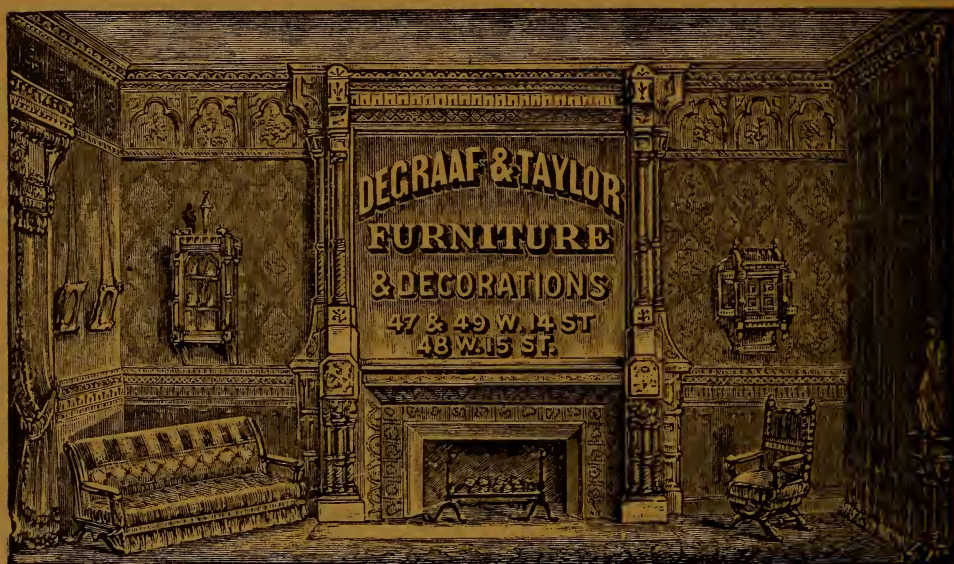 DEGRAAF & TAYLOR
FURNITURE
& DECORATIONS
47 & 49 W. 14 ST
48 W. 15 ST.